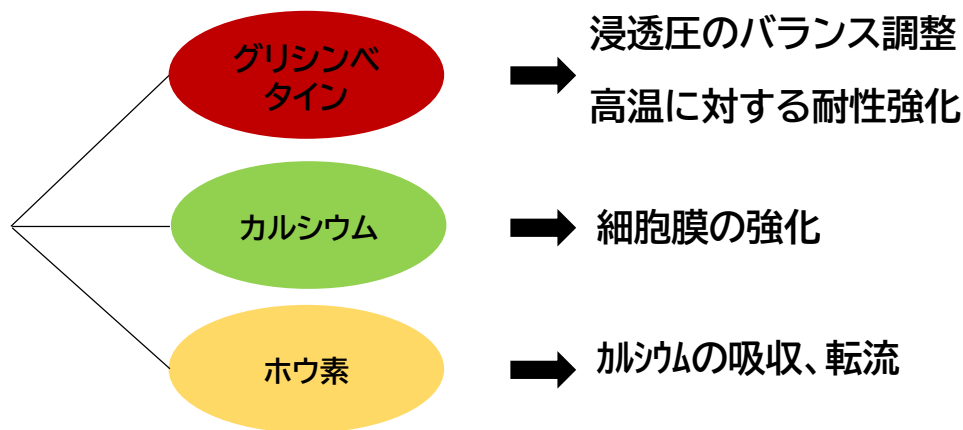 グリシンベ
タイン
浸透圧のバランス調整
高温に対する耐性強化
カルシウム
細胞膜の強化
ホウ素
ｶﾙｼｳﾑの吸収、転流